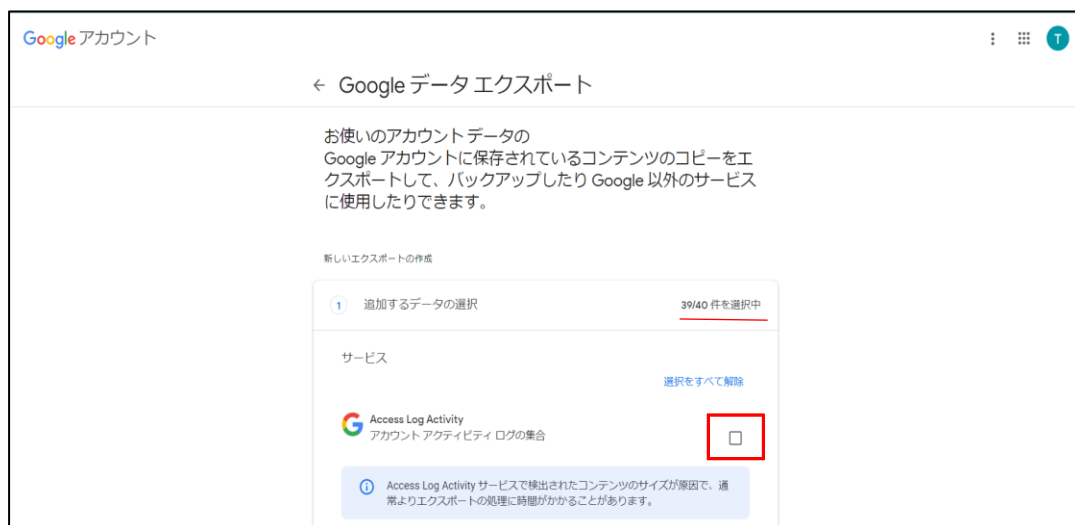 Google アカウント
T
← Google データ エクスポート
お使いのアカウント データの
Google アカウントに保存されているコンテンツのコピーをエ
クスポートして、バックアップしたり Google 以外のサービス
に使用したりできます。
新しいエクスポートの作成
1 追加するデータの選択 39/40 件を選択中
サービス
選択をすべて解除
Access Log Activity
アカウント アクティビティ ログの集合
Access Log Activity サービスで検出されたコンテンツのサイズが原因で、通
常よりエクスポートの処理に時間がかかることがあります。